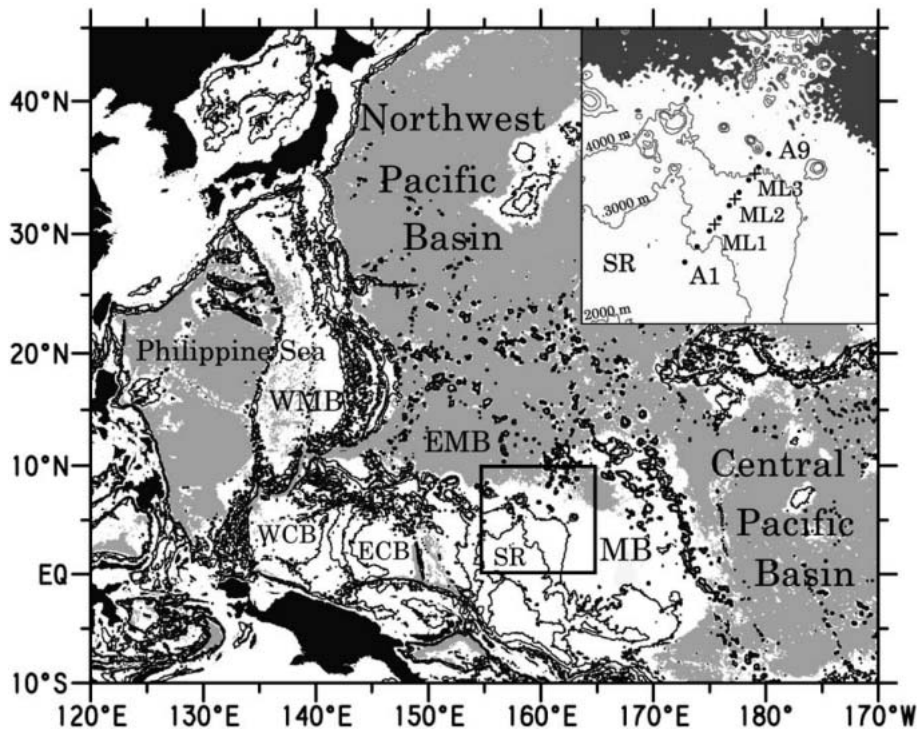 40°N
30°N
20°N
10°N
EQ
10°S
120°E
130°E
140°E
150°E
160°E
170°E
180°
170°W
Northwest
Pacific
Basin
Philippine Sea
WMB
EMB
WCB
ECB
SR
MB
Central
Pacific
Basin
4000 m
3000 m
2000 m
SR
A9
ML3
ML2
ML1
A1